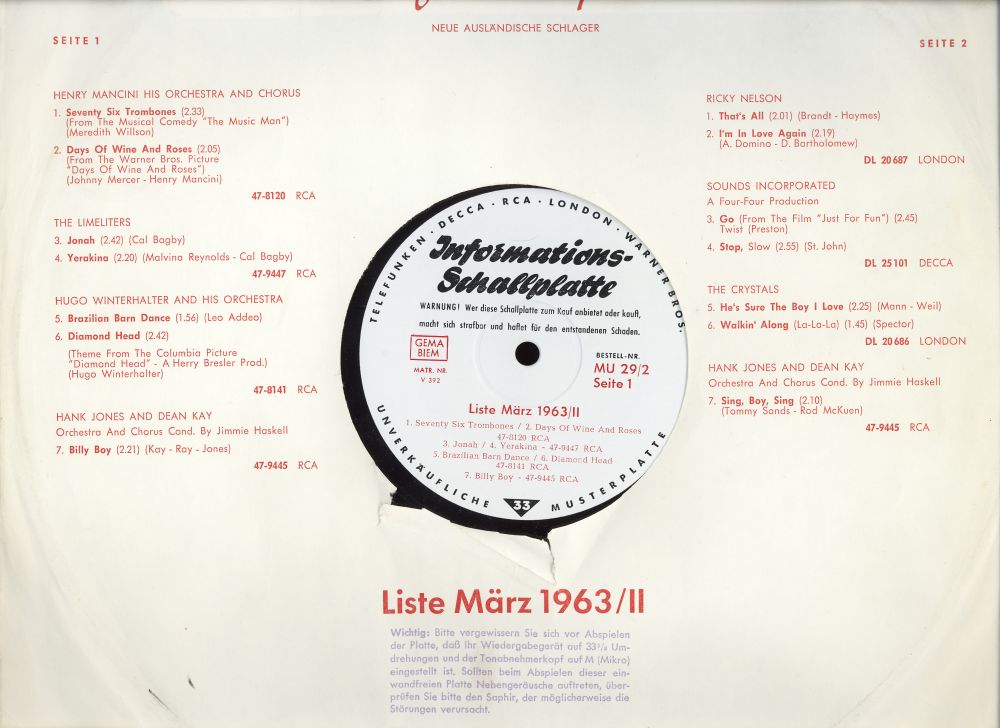 NEUE AUSLÄNDISCHE SCHLAGER
SEITE 1
HENRY MANCINI HIS ORCHESTRA AND CHORUS
1. Seventy Six Trombones (2.33)
(From The Musical Comedy "The Music Man")
(Meredith Willson)
2. Days Of Wine And Roses (2.05)
(From The Warner Bros. Picture
"Days Of Wine And Roses")
(Johnny Mercer - Henry Mancini)
47-8120 RCA
THE LIMELITERS
3. Jonah (2.42) (Cal Bagby)
4. Yerakina (2.20) (Malvina Reynolds - Cal Bagby)
47-9447 RCA
HUGO WINTERHALTER AND HIS ORCHESTRA
5. Brazilian Barn Dance (1.56) (Leo Addeo)
6. Diamond Head (2.42)
(Theme From The Columbia Picture
"Diamond Head" - A Herry Bresler Prod.)
(Hugo Winterhalter)
47-8141 RCA
HANK JONES AND DEAN KAY
Orchestra And Chorus Cond. By Jimmie Haskell
7. Billy Boy (2.21) (Kay - Ray - Jones)
47-9445 RCA
TELEFUNKEN · DECCA · RCA · LONDON · WARNER BROS.
Informations-
Schallplatte
WARNUNG! Wer diese Schallplatte zum Kauf anbietet oder kauft,
macht sich strafbar und haftet für den entstandenen Schaden.
GEMA
BIEM
MATR. NR.
V 392
BESTELL-NR.
MU 29/2
Seite 1
Liste März 1963/II
1. Seventy Six Trombones / 2. Days Of Wine And Roses
47-8120 RCA
3. Jonah / 4. Yerakina - 47-9447 RCA
5. Brazilian Barn Dance / 6. Diamond Head
47-8141 RCA
7. Billy Boy - 47-9445 RCA
UNVERKÄUFLICHE 33 MUSTERPLATTE
SEITE 2
RICKY NELSON
1. That's All (2.01) (Brandt - Haymes)
2. I'm In Love Again (2.19)
(A. Domino - D. Bartholomew)
DL 20 687 LONDON
SOUNDS INCORPORATED
A Four-Four Production
3. Go (From The Film "Just For Fun") (2.45)
Twist (Preston)
4. Stop, Slow (2.55) (St. John)
DL 25 101 DECCA
THE CRYSTALS
5. He's Sure The Boy I Love (2.25) (Mann - Weil)
6. Walkin' Along (La-La-La) (1.45) (Spector)
DL 20 686 LONDON
HANK JONES AND DEAN KAY
Orchestra And Chorus Cond. By Jimmie Haskell
7. Sing, Boy, Sing (2.10)
(Tommy Sands - Rod McKuen)
47-9445 RCA
Liste März 1963/II
Wichtig: Bitte vergewissern Sie sich vor Abspielen
der Platte, daß Ihr Wiedergabegerät auf 33 1/3 Um-
drehungen und der Tonabnehmerkopf auf M (Mikro)
eingestellt ist. Sollten beim Abspielen dieser ein-
wandfreien Platte Nebengeräusche auftreten, über-
prüfen Sie bitte den Saphir, der möglicherweise die
Störungen verursacht.